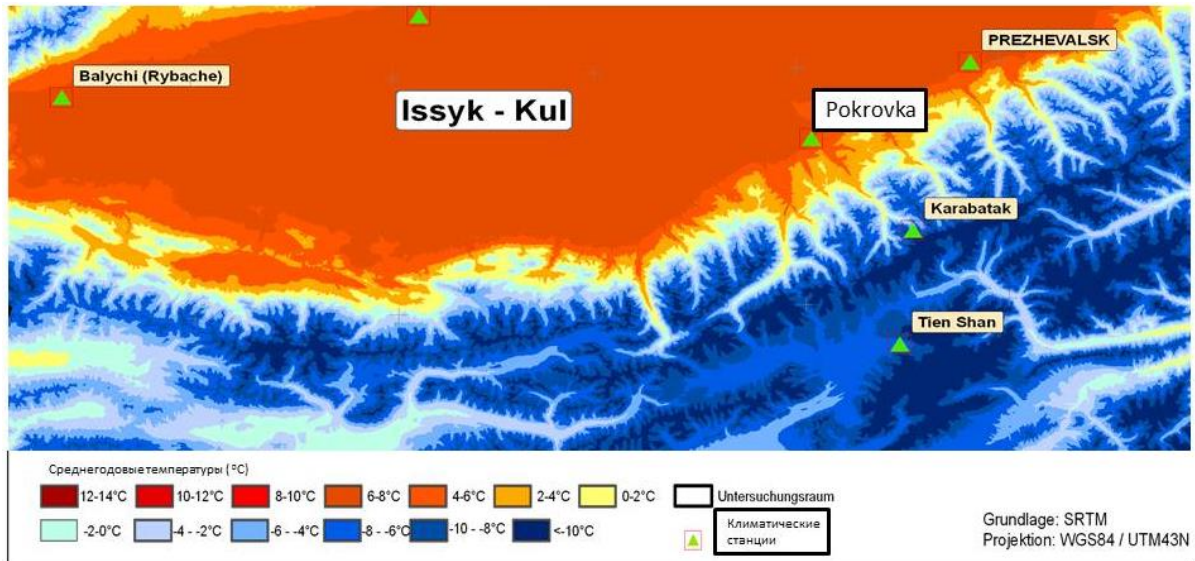 PREZHEVALSK
Balychi (Rybache)
Issyk - Kul
Pokrovka
Karabatak
Tien Shan
Среднегодовые температуры (°C)
12-14°C 10-12°C 8-10°C 6-8°C 4-6°C 2-4°C 0-2°C Untersuchungsraum
-2-0°C -4 - -2°C -6 - -4°C -8 - -6°C -10 - -8°C <-10°C Климатические
станции
Grundlage: SRTM
Projektion: WGS84 / UTM43N